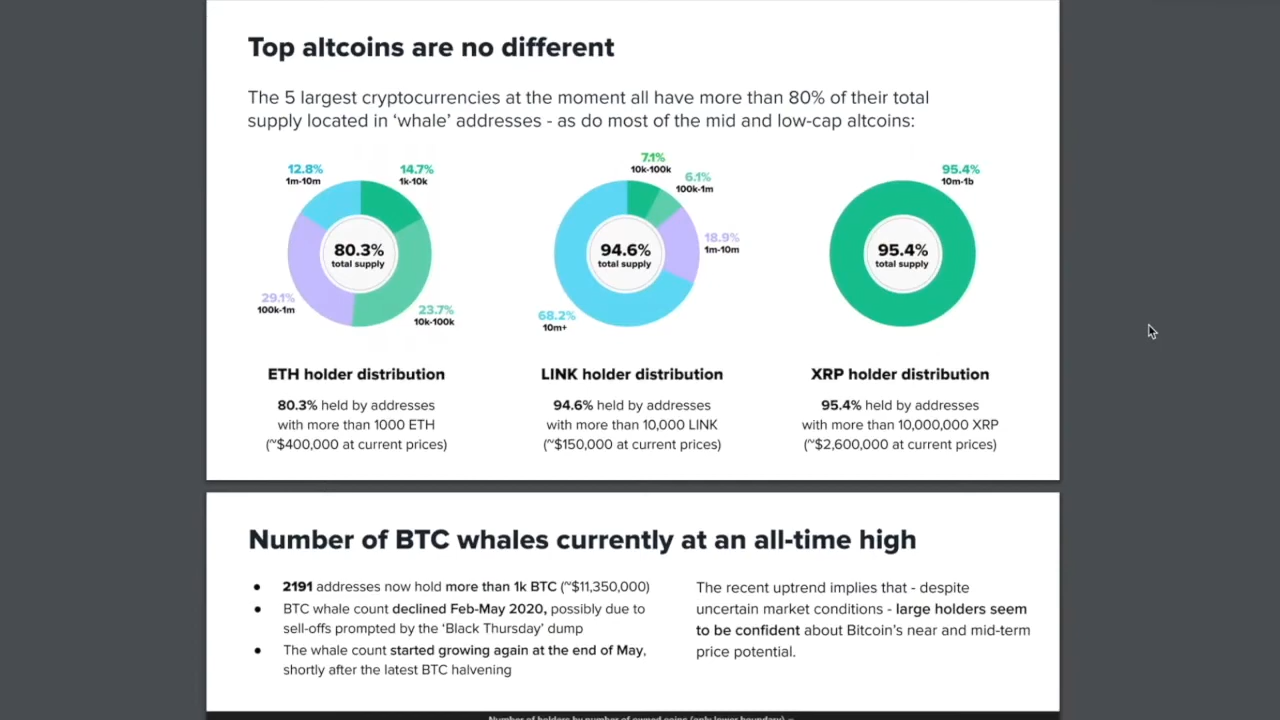 Top altcoins are no different
The 5 largest cryptocurrencies at the moment all have more than 80% of their total
supply located in ‘whale’ addresses - as do most of the mid and low-cap altcoins:
12.8%
1m-10m
14.7%
1k-10k
80.3%
total supply
29.1%
100k-1m
23.7%
10k-100k
7.1%
10k-100k
6.1%
100k-1m
94.6%
total supply
18.9%
1m-10m
68.2%
10m+
95.4%
10m-1b
95.4%
total supply
ETH holder distribution
80.3% held by addresses
with more than 1000 ETH
(~$400,000 at current prices)
LINK holder distribution
94.6% held by addresses
with more than 10,000 LINK
(~$150,000 at current prices)
XRP holder distribution
95.4% held by addresses
with more than 10,000,000 XRP
(~$2,600,000 at current prices)
Number of BTC whales currently at an all-time high
● 2191 addresses now hold more than 1k BTC (~$11,350,000)
● BTC whale count declined Feb-May 2020, possibly due to
sell-offs prompted by the ‘Black Thursday’ dump
● The whale count started growing again at the end of May,
shortly after the latest BTC halvening
The recent uptrend implies that - despite
uncertain market conditions - large holders seem
to be confident about Bitcoin’s near and mid-term
price potential.
Number of holders by number of owned coins (only lower boundary)